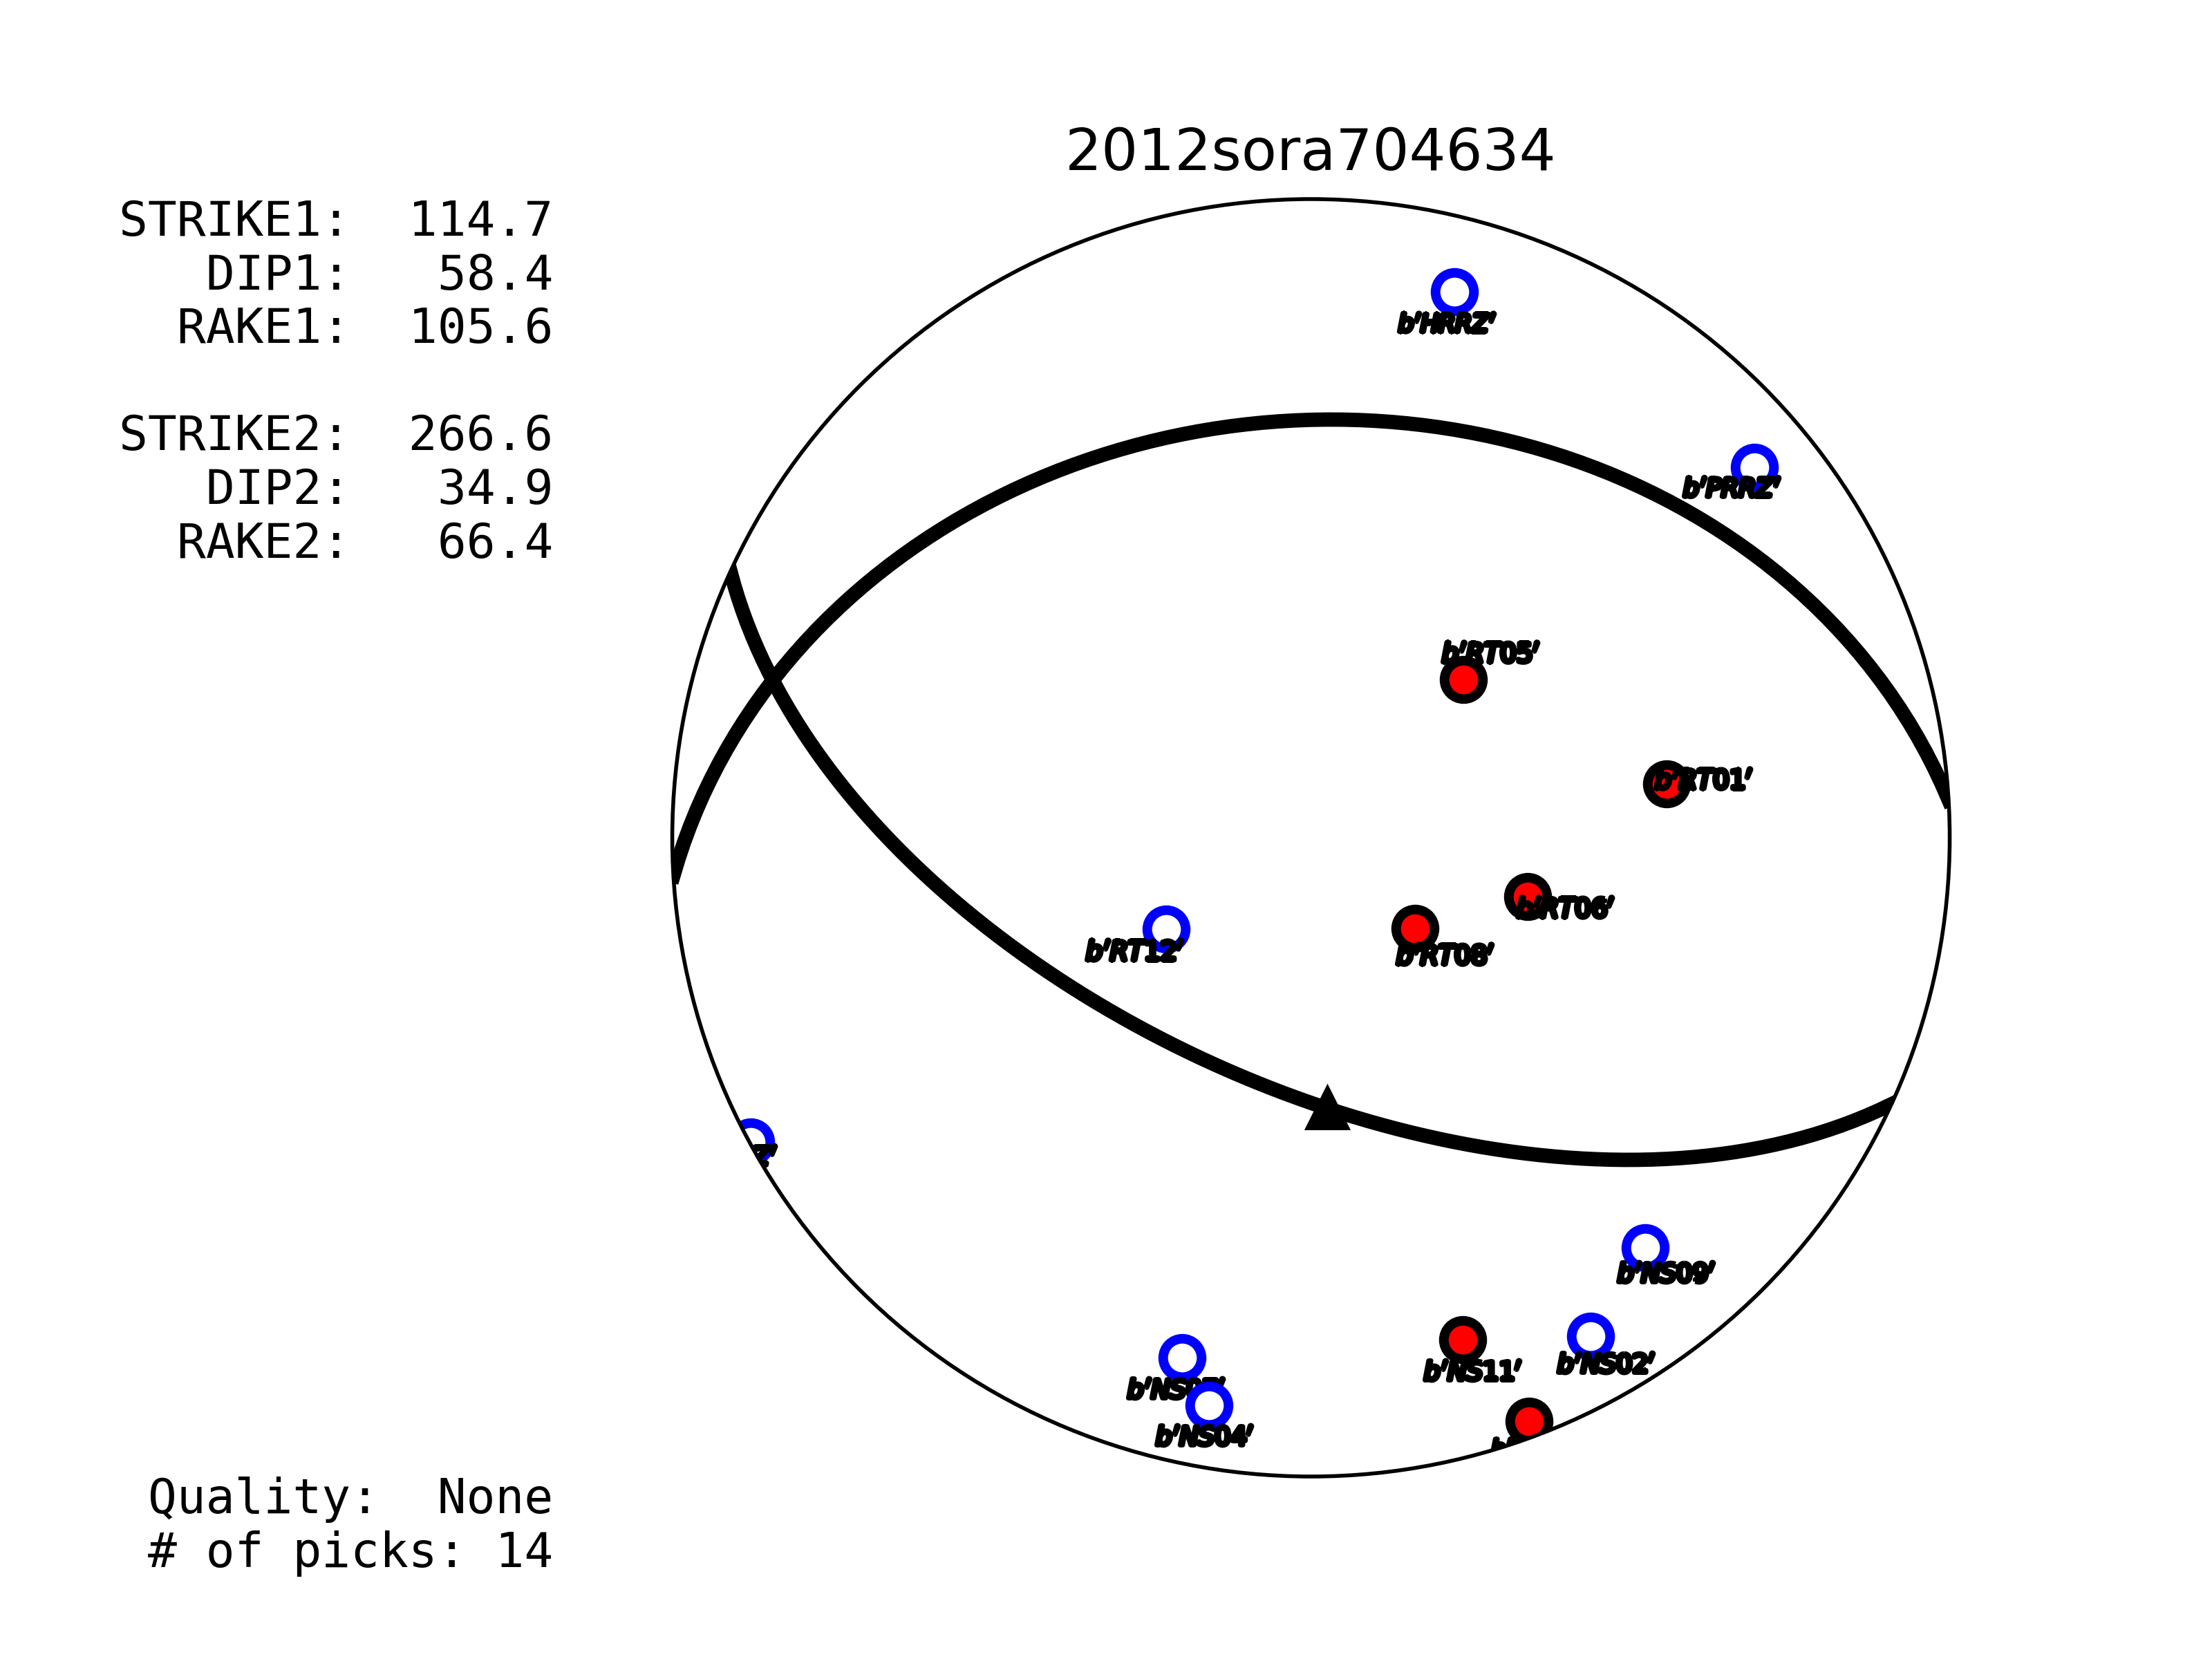 2012sora704634
STRIKE1: 114.7
DIP1: 58.4
RAKE1: 105.6
STRIKE2: 266.6
DIP2: 34.9
RAKE2: 66.4
b'HRRZ'
b'PRRZ'
b'RT05'
b'RT01'
b'RT06'
b'RT08'
b'RT12'
b'NS09'
b'NS02'
b'NS11'
b'NS04'
Quality: None
# of picks: 14